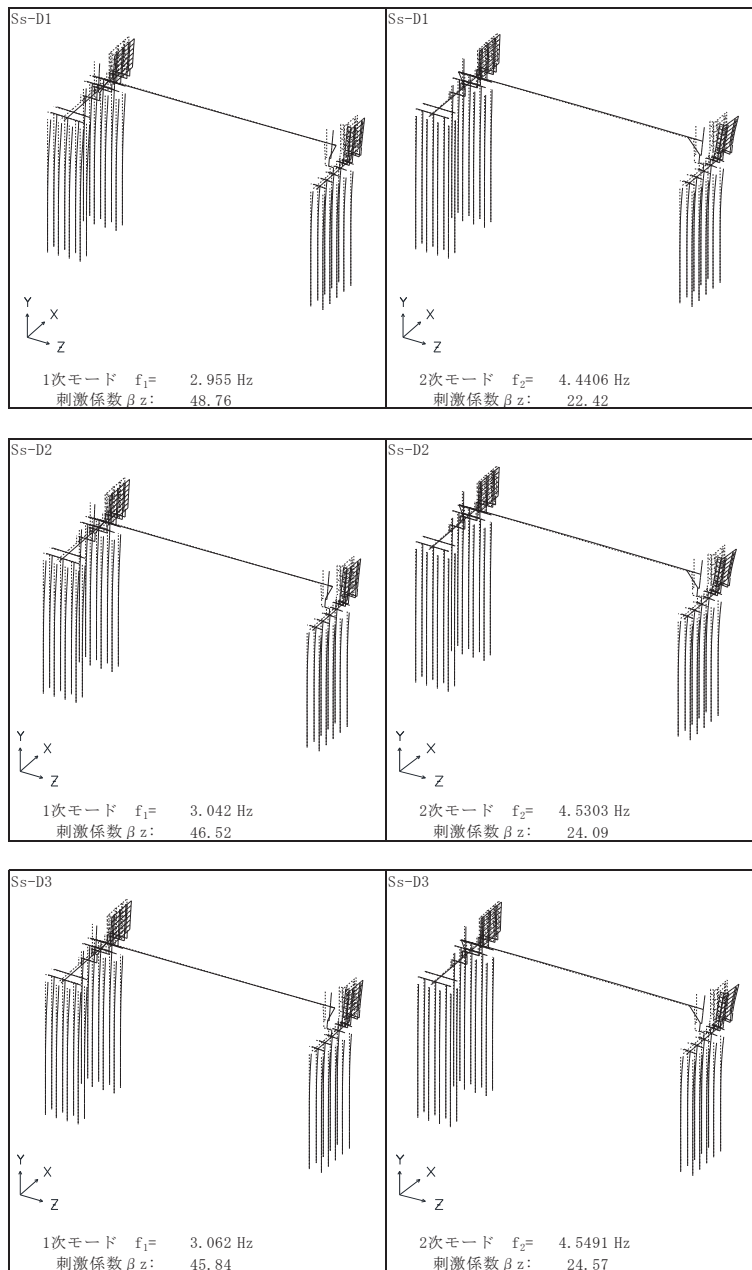 Ss-D1
Y
X
Z
1次モード f₁= 2.955 Hz
刺激係数βz: 48.76
Ss-D1
Y
X
Z
2次モード f₂= 4.4406 Hz
刺激係数βz: 22.42
Ss-D2
Y
X
Z
1次モード f₁= 3.042 Hz
刺激係数βz: 46.52
Ss-D2
Y
X
Z
2次モード f₂= 4.5303 Hz
刺激係数βz: 24.09
Ss-D3
Y
X
Z
1次モード f₁= 3.062 Hz
刺激係数βz: 45.84
Ss-D3
Y
X
Z
2次モード f₂= 4.5491 Hz
刺激係数βz: 24.57